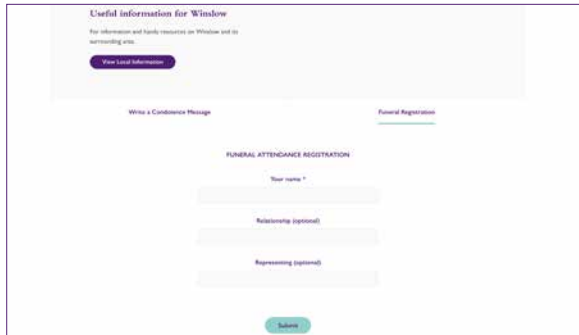 Useful information for Winslow
For information and handy resources on Winslow and its
surrounding area.
View Local Information
Write a Condolence Message
Funeral Registration
FUNERAL ATTENDANCE REGISTRATION
Your name *
Relationship (optional)
Representing (optional)
Submit